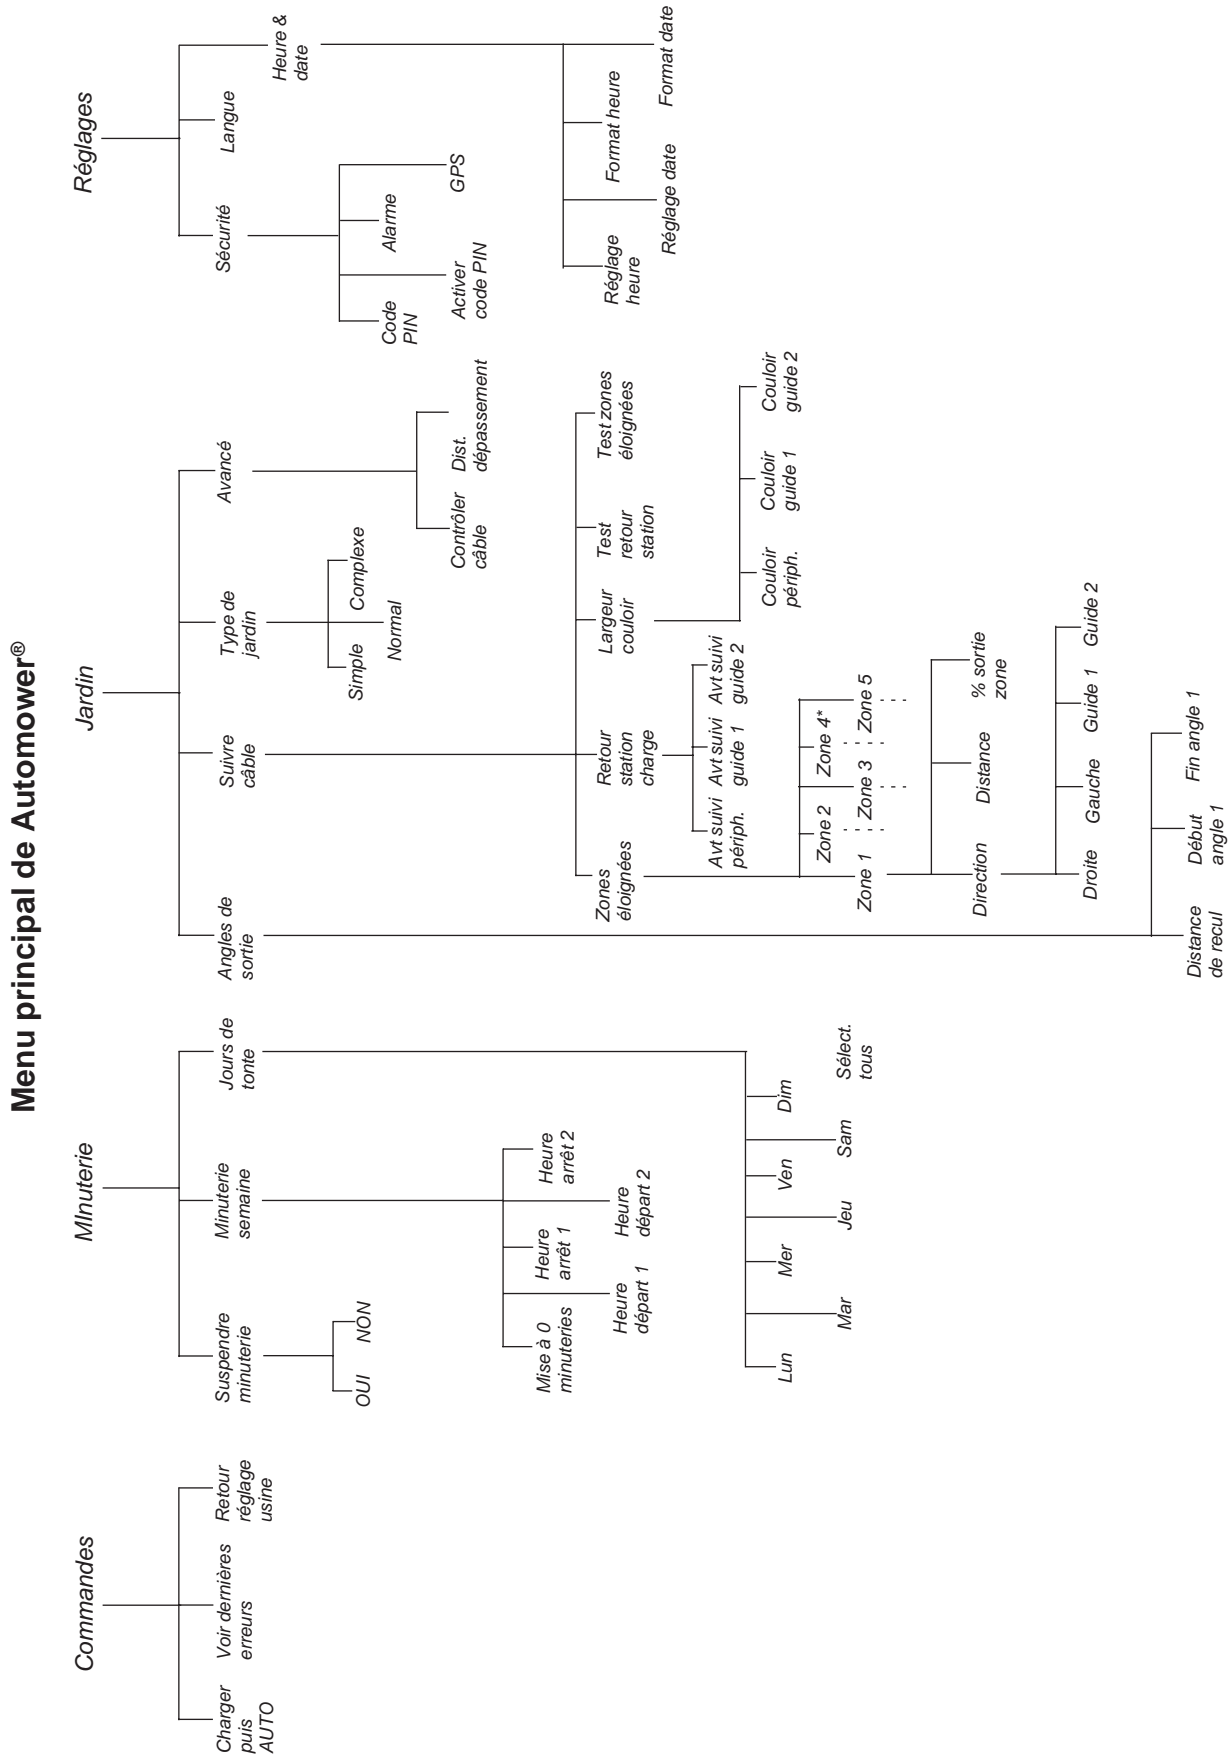 Menu principal de Automower®
Commandes
MInuterie
Jardin
Réglages
Charger
puis
AUTO
Voir dernières
erreurs
Retour
réglage
usine
Suspendre
minuterie
Minuterie
semaine
Jours de
tonte
OUI
NON
Mise à 0
minuteries
Heure
arrêt 1
Heure
arrêt 2
Heure
départ 1
Heure
départ 2
Lun
Mer
Ven
Dim
Mar
Jeu
Sam
Sélect.
tous
Angles de
sortie
Suivre
câble
Type de
jardin
Avancé
Simple
Complexe
Normal
Contrôler
câble
Dist.
dépassement
Zones
éloignées
Retour
station
charge
Largeur
couloir
Test
retour
station
Test zones
éloignées
Avt suivi
périph.
Avt suivi
guide 1
Avt suivi
guide 2
Couloir
périph.
Couloir
guide 1
Couloir
guide 2
Zone 2
Zone 4*
Zone 1
Zone 3
Zone 5
Direction
Distance
% sortie
zone
Droite
Gauche
Guide 1
Guide 2
Distance
de recul
Début
angle 1
Fin angle 1
Sécurité
Langue
Heure &
date
Code
PIN
Alarme
Activer
code PIN
GPS
Réglage
heure
Format heure
Réglage date
Format date